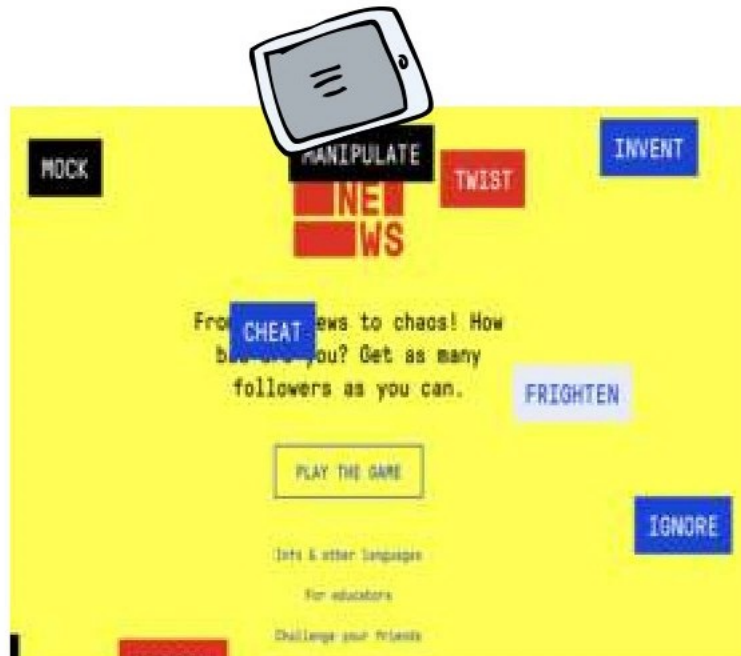 MOCK
MANIPULATE
TWIST
INVENT
NE
WS
CHEAT
ews to chaos! How
you? Get as many
followers as you can.
FRIGHTEN
PLAY THE GAME
IGNORE
Info & other languages
For educators
Challenge your friends